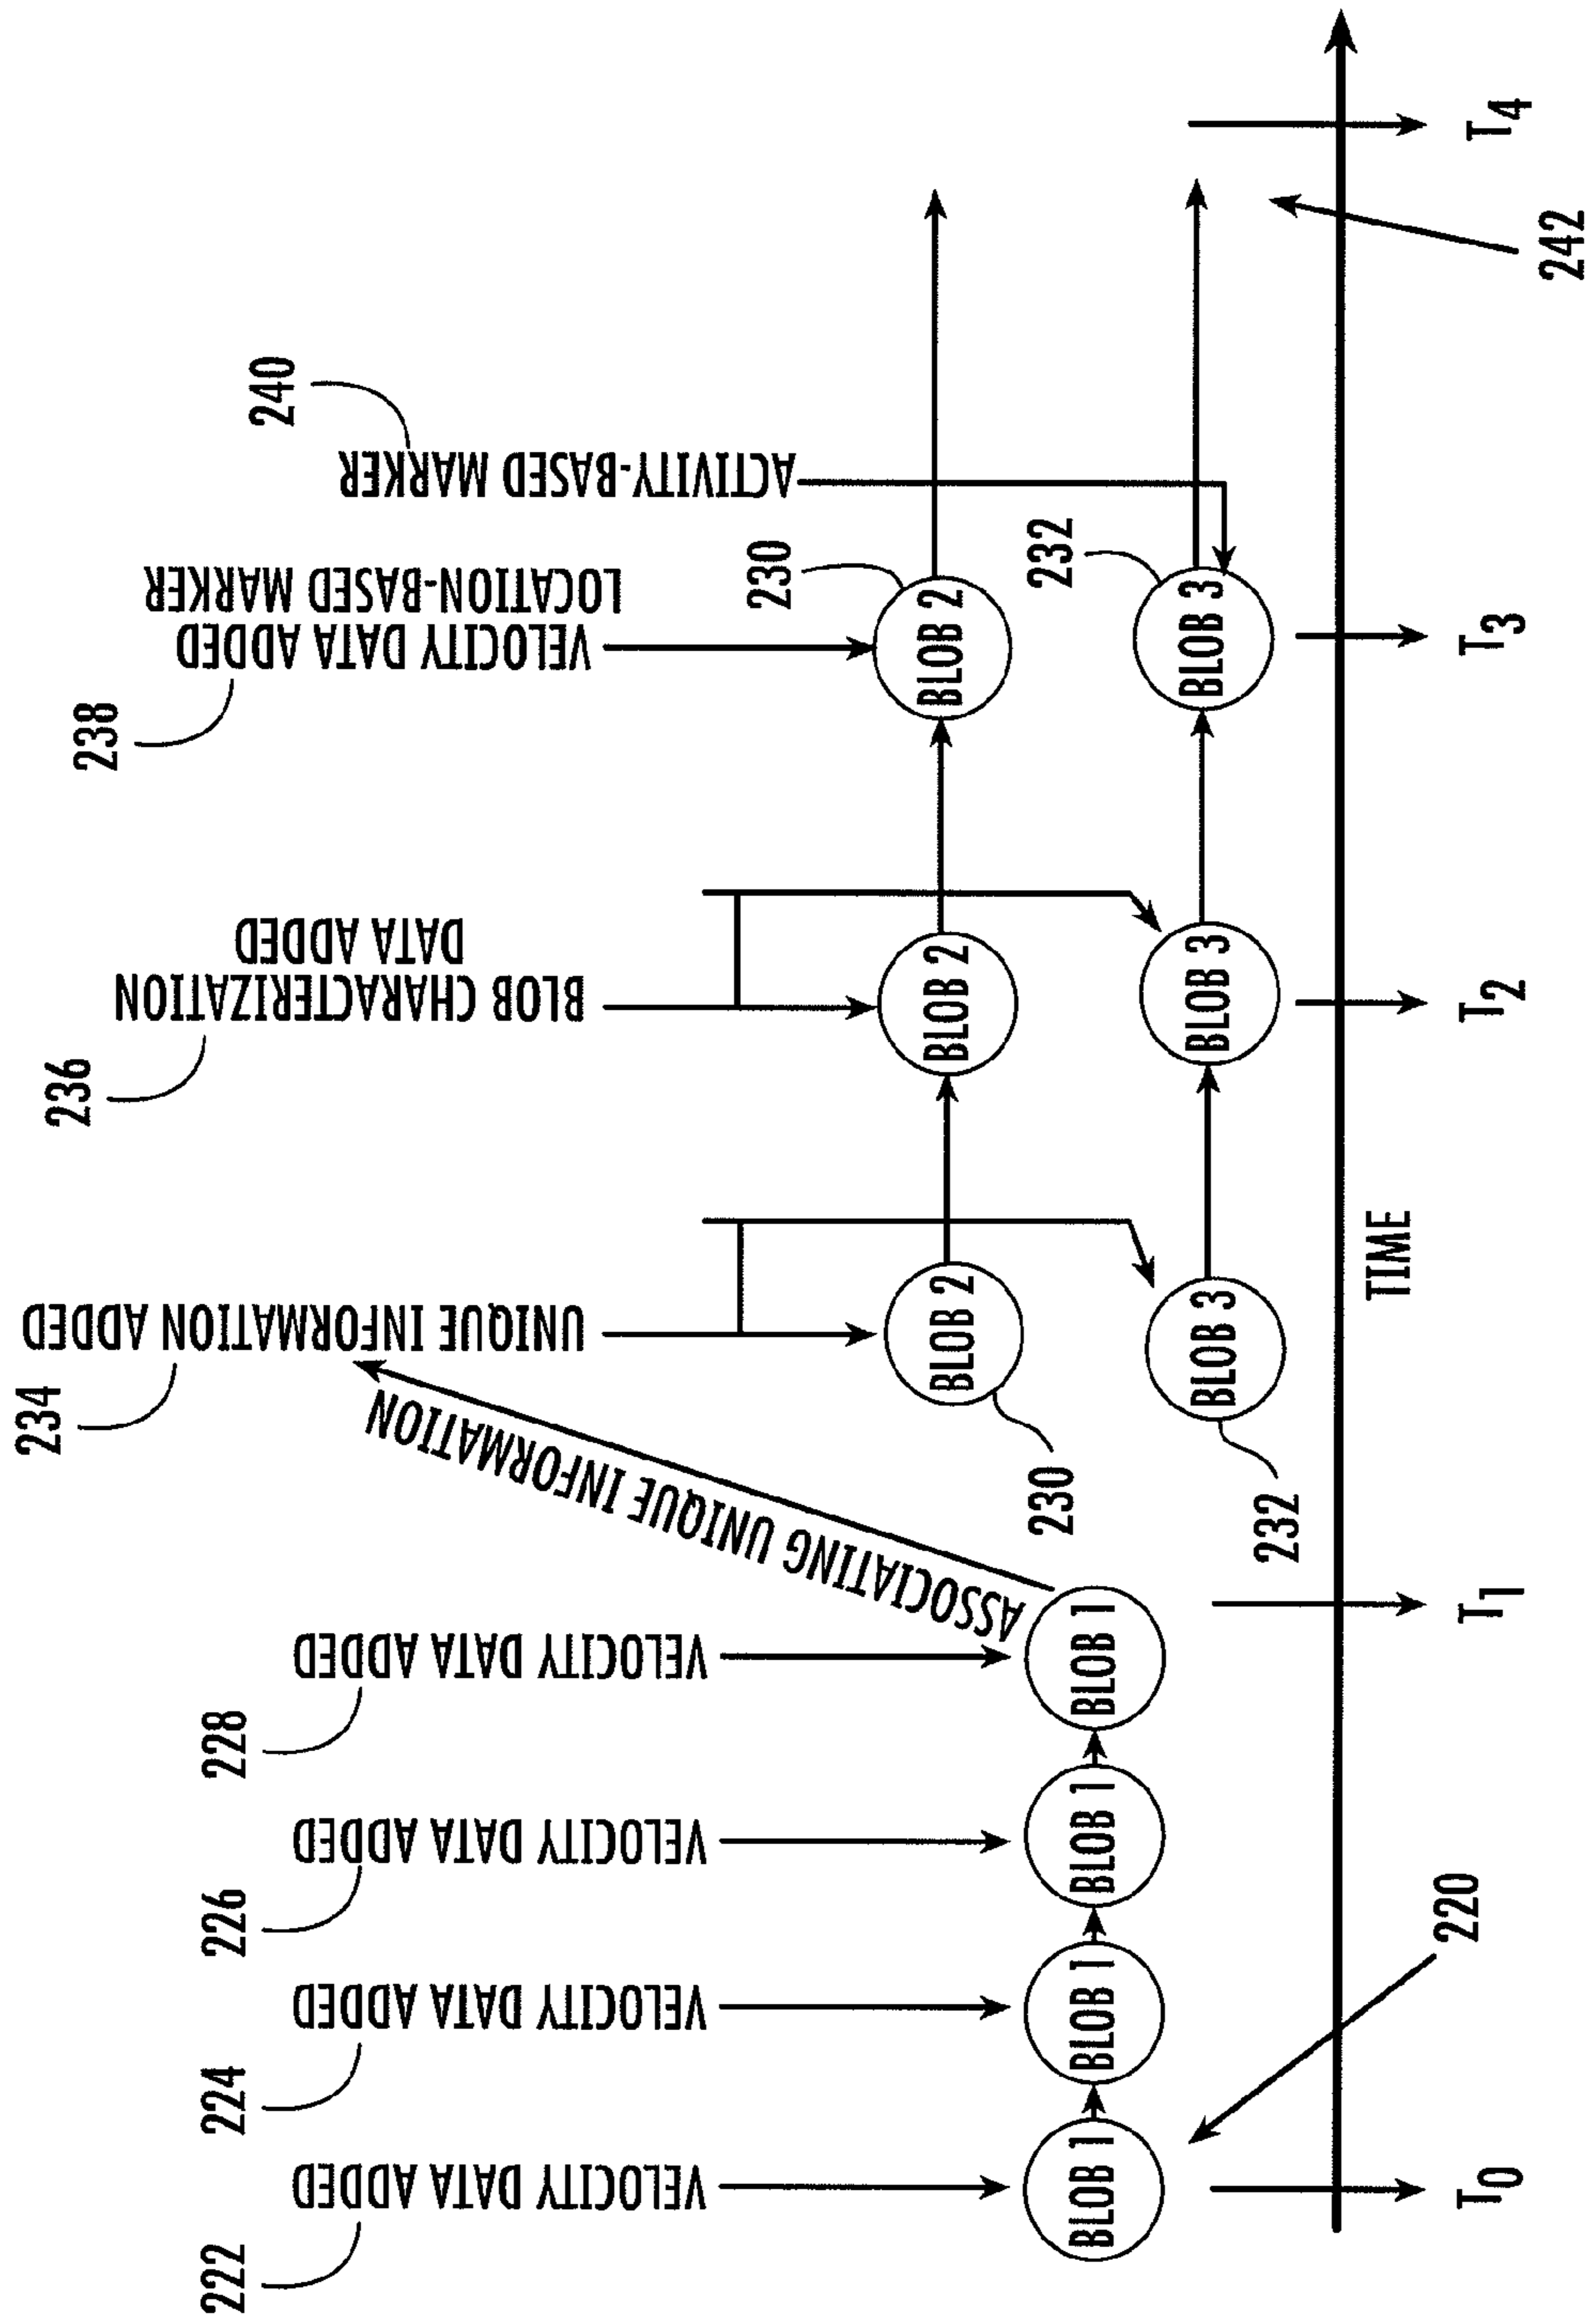 222
VELOCITY DATA ADDED
224
VELOCITY DATA ADDED
226
VELOCITY DATA ADDED
228
VELOCITY DATA ADDED
234
UNIQUE INFORMATION ADDED
ASSOCIATING UNIQUE INFORMATION
236
BLOB CHARACTERIZATION
DATA ADDED
238
VELOCITY DATA ADDED
LOCATION-BASED MARKER
240
ACTIVITY-BASED MARKER
BLOB 1
BLOB 1
BLOB 1
BLOB 1
230
BLOB 2
BLOB 2
BLOB 2
230
232
BLOB 3
BLOB 3
BLOB 3
232
220
242
TIME
T0
T1
T2
T3
T4